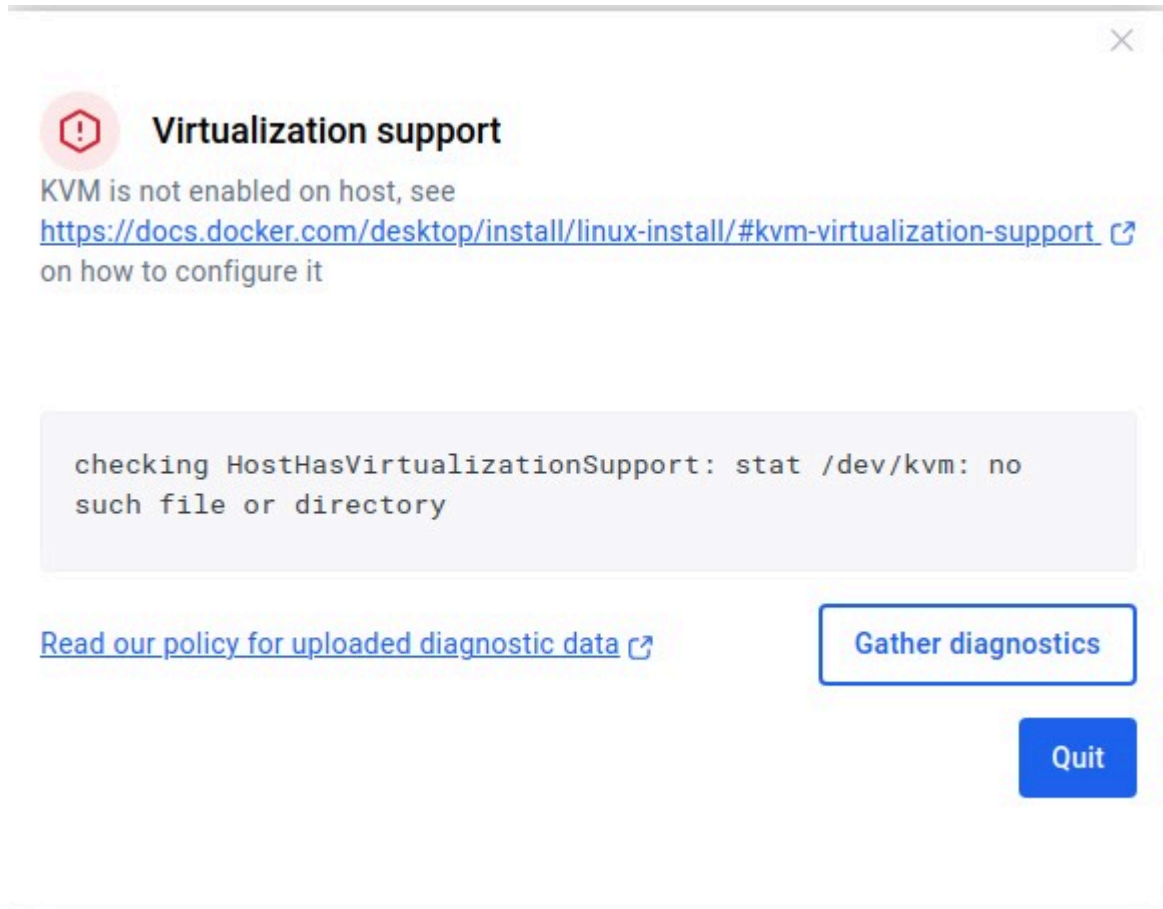 Virtualization support
KVM is not enabled on host, see
https://docs.docker.com/desktop/install/linux-install/#kvm-virtualization-support
on how to configure it
checking HostHasVirtualizationSupport: stat /dev/kvm: no
such file or directory
Read our policy for uploaded diagnostic data
Gather diagnostics
Quit